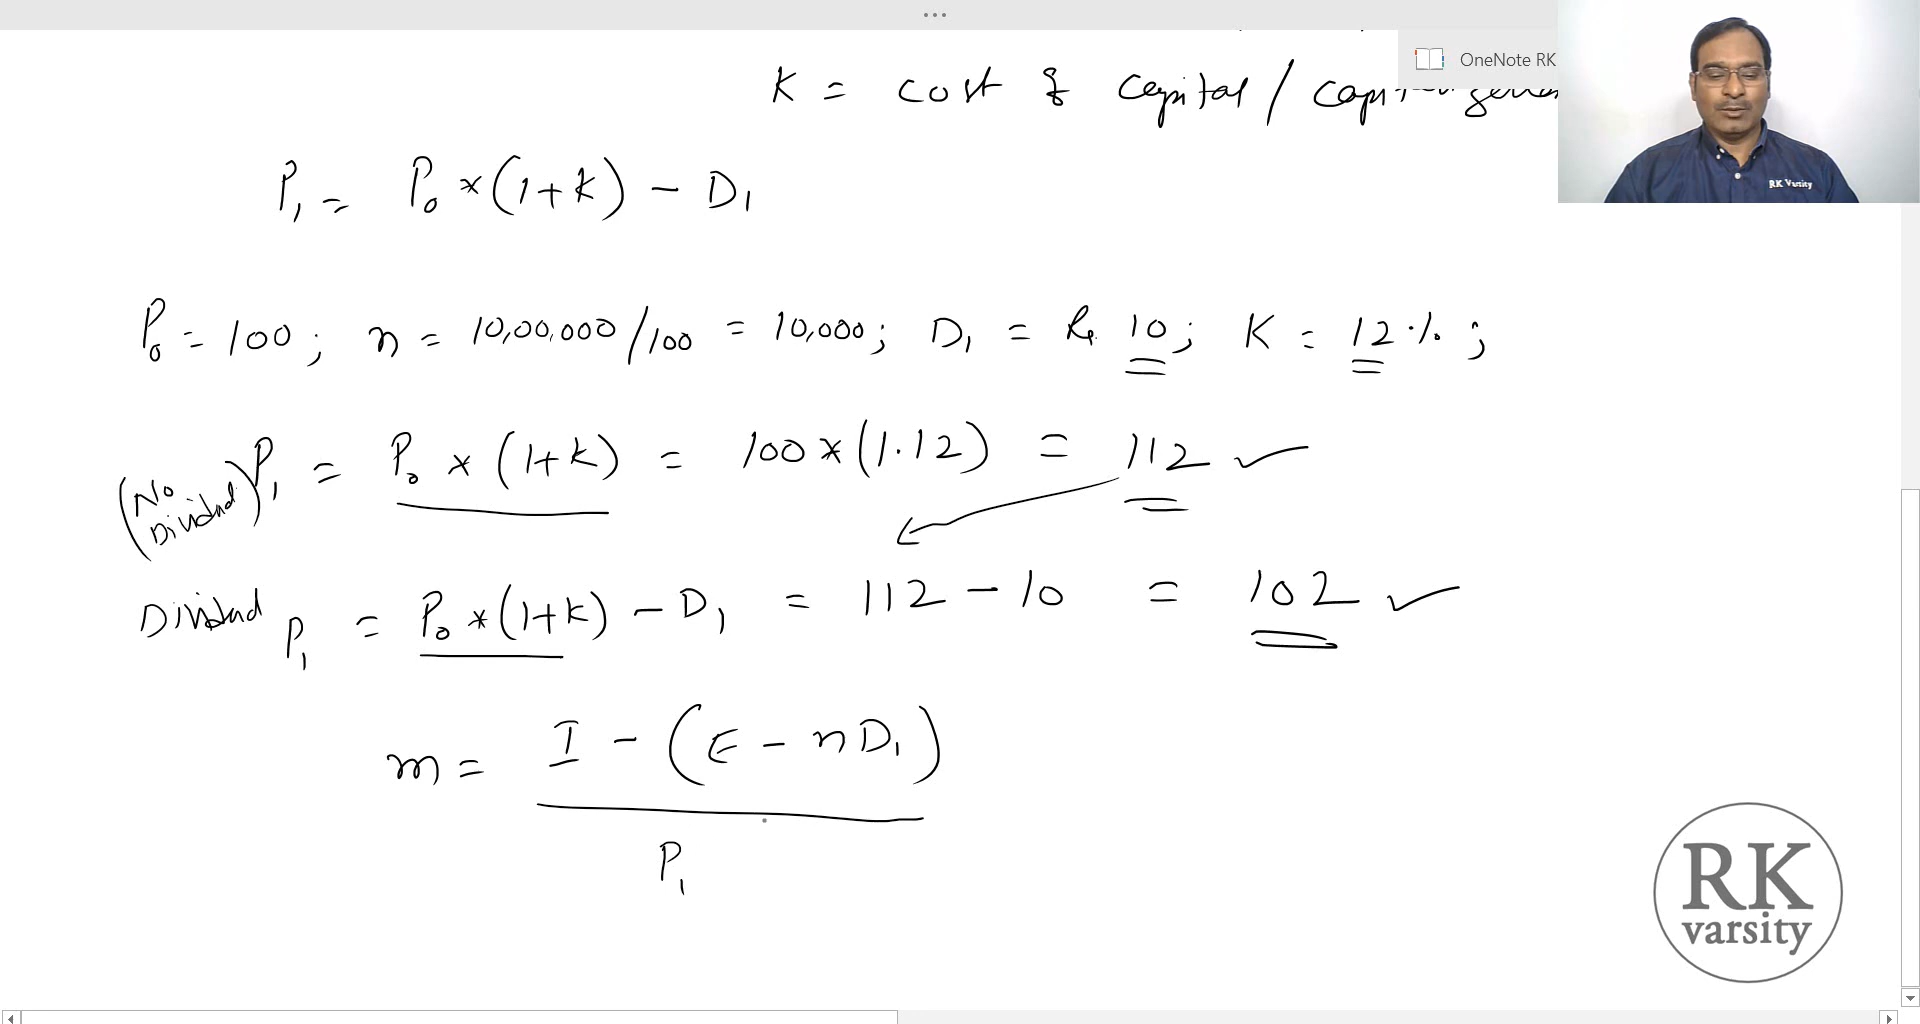 OneNote RK
K = cost of capital / capi
P₁ = P₀ * (1+k) - D₁
P₀ = 100 ; n = 10,00,000/100 = 10,000; D₁ = Rs. 10; K = 12% ;
(No Dividend) P₁ = P₀ * (1+k) = 100 * (1.12) = 112 ✓
Dividend P₁ = P₀ * (1+k) - D₁ = 112 - 10 = 102 ✓
m = I - (E - nD₁)
P₁
RK Varsity
RK
varsity